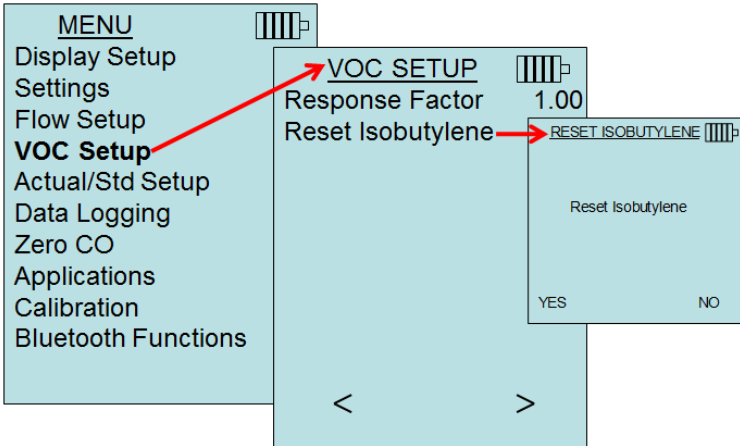 MENU
Display Setup
Settings
Flow Setup
VOC Setup
Actual/Std Setup
Data Logging
Zero CO
Applications
Calibration
Bluetooth Functions
VOC SETUP
Response Factor 1.00
Reset Isobutylene
< >
RESET ISOBUTYLENE
Reset Isobutylene
YES NO